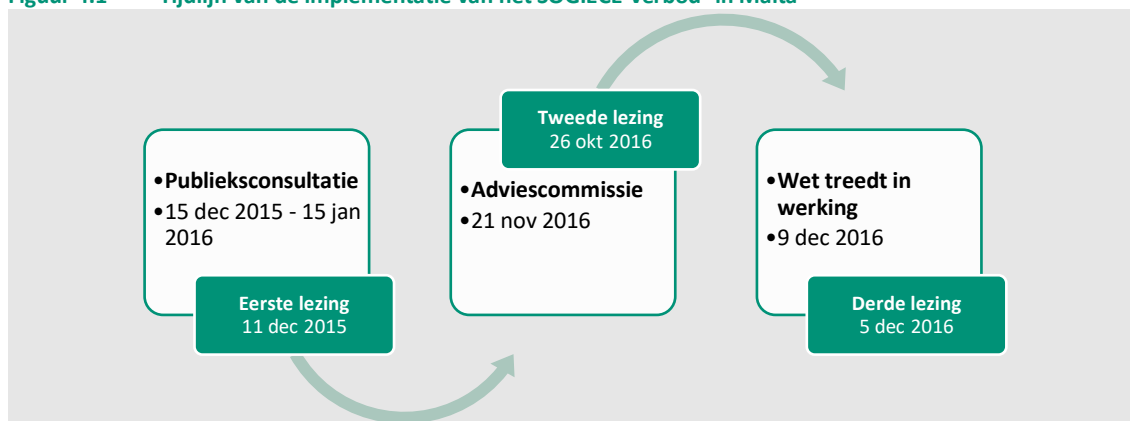 •Publieksconsultatie
•15 dec 2015 - 15 jan
2016
Eerste lezing
11 dec 2015
Tweede lezing
26 okt 2016
•Adviescommissie
•21 nov 2016
•Wet treedt in
werking
•9 dec 2016
Derde lezing
5 dec 2016